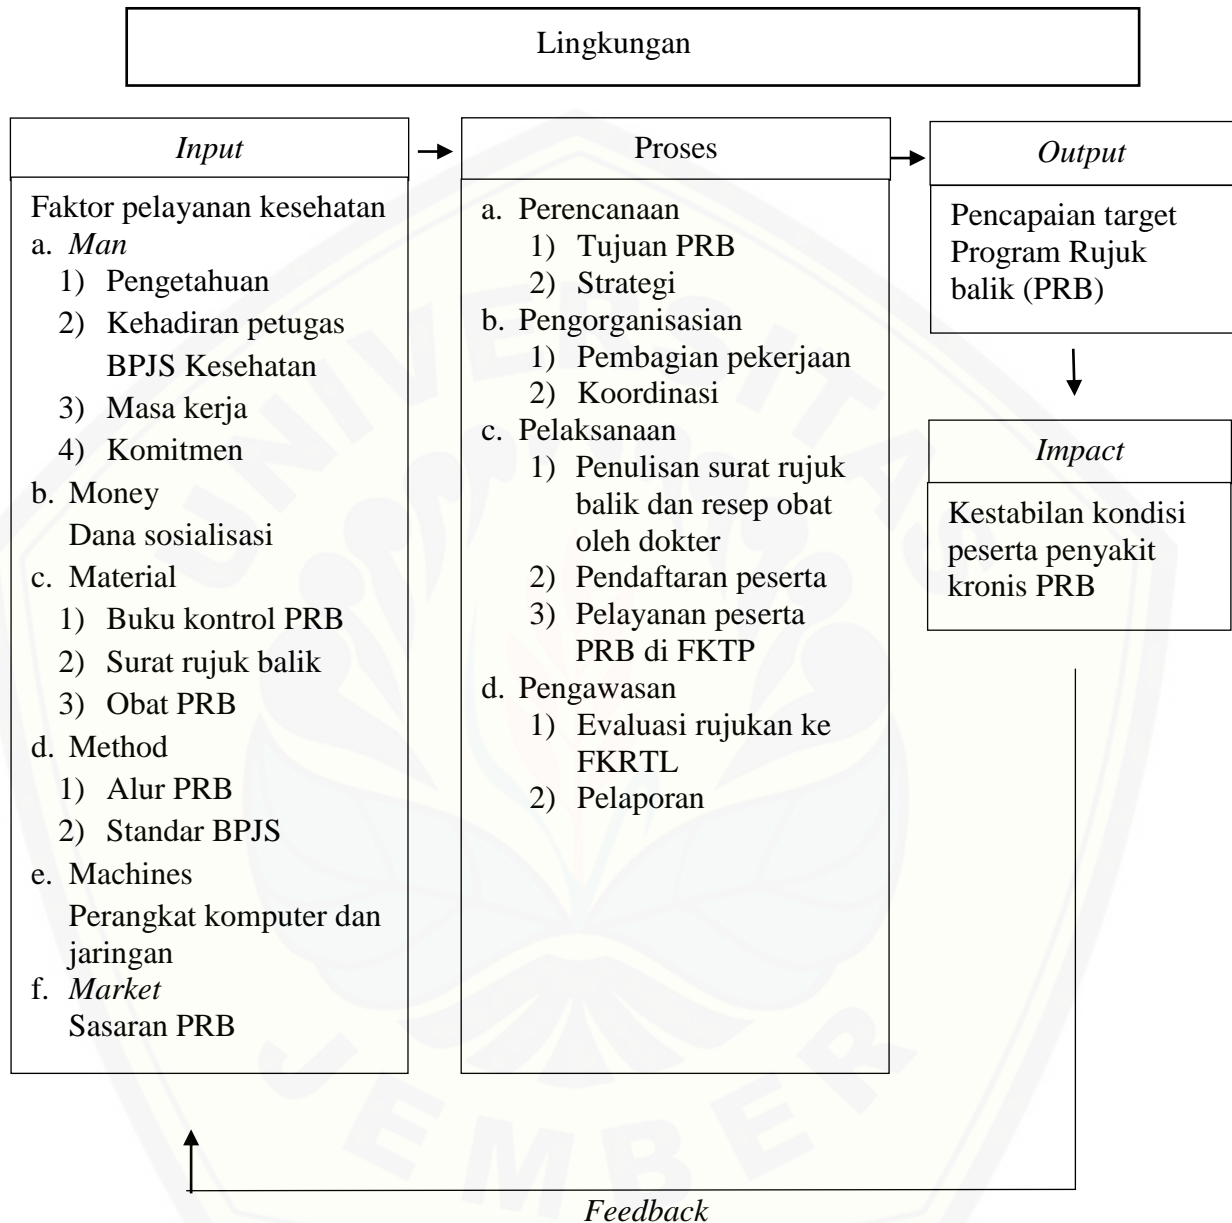 Lingkungan
Input
Faktor pelayanan kesehatan
a. Man
1) Pengetahuan
2) Kehadiran petugas
BPJS Kesehatan
3) Masa kerja
4) Komitmen
b. Money
Dana sosialisasi
c. Material
1) Buku kontrol PRB
2) Surat rujuk balik
3) Obat PRB
d. Method
1) Alur PRB
2) Standar BPJS
e. Machines
Perangkat komputer dan
jaringan
f. Market
Sasaran PRB
Proses
a. Perencanaan
1) Tujuan PRB
2) Strategi
b. Pengorganisasian
1) Pembagian pekerjaan
2) Koordinasi
c. Pelaksanaan
1) Penulisan surat rujuk
balik dan resep obat
oleh dokter
2) Pendaftaran peserta
3) Pelayanan peserta
PRB di FKTP
d. Pengawasan
1) Evaluasi rujukan ke
FKRTL
2) Pelaporan
Output
Pencapaian target
Program Rujuk
balik (PRB)
Impact
Kestabilan kondisi
peserta penyakit
kronis PRB
Feedback
UNIVERSITAS
JEMBER